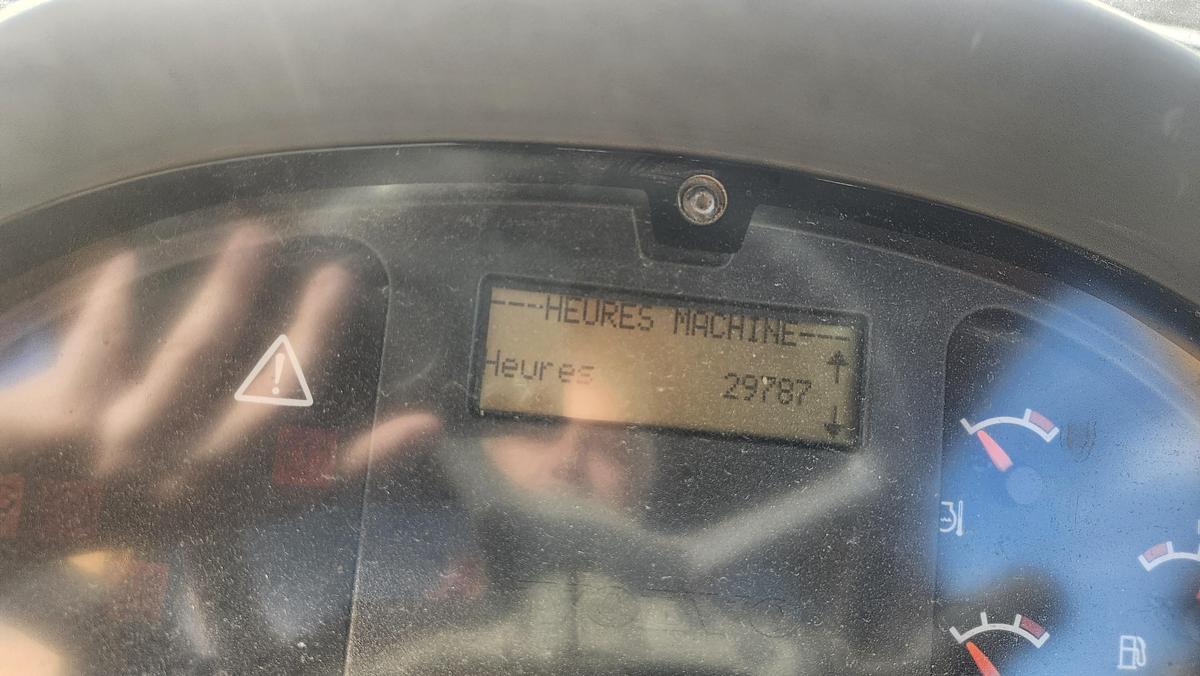 ---HEURES MACHINE---
Heures 29787